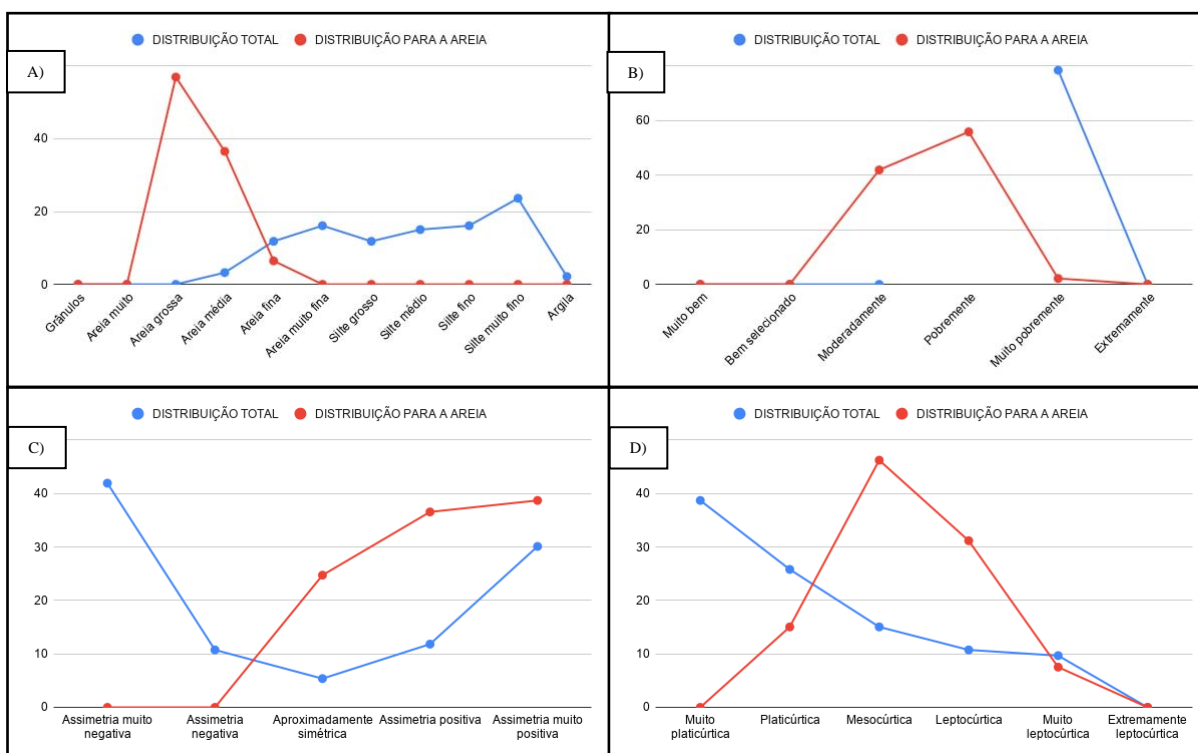 DISTRIBUIÇÃO TOTAL DISTRIBUIÇÃO PARA A AREIA
A)
40
20
0
Grânulos
Areia muito
Areia grossa
Areia média
Areia fina
Areia muito fina
Silte grosso
Silte médio
Silte fino
Silte muito fino
Argila
DISTRIBUIÇÃO TOTAL DISTRIBUIÇÃO PARA A AREIA
B)
60
40
20
0
Muito bem
Bem selecionado
Moderadamente
Pobremente
Muito pobremente
Extremamente
DISTRIBUIÇÃO TOTAL DISTRIBUIÇÃO PARA A AREIA
C)
40
30
20
10
0
Assimetria muito
negativa
Assimetria
negativa
Aproximadamente
simétrica
Assimetria positiva
Assimetria muito
positiva
DISTRIBUIÇÃO TOTAL DISTRIBUIÇÃO PARA A AREIA
D)
40
30
20
10
0
Muito
platicúrtica
Platicúrtica
Mesocúrtica
Leptocúrtica
Muito
leptocúrtica
Extremamente
leptocúrtica